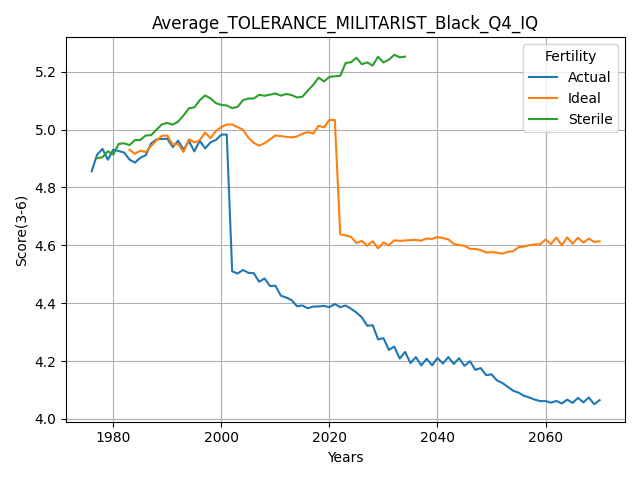 Average_TOLERANCE_MILITARIST_Black_Q4_IQ
Fertility
Actual
Ideal
Sterile
Score(3-6)
5.2
5.0
4.8
4.6
4.4
4.2
4.0
1980
2000
2020
2040
2060
Years